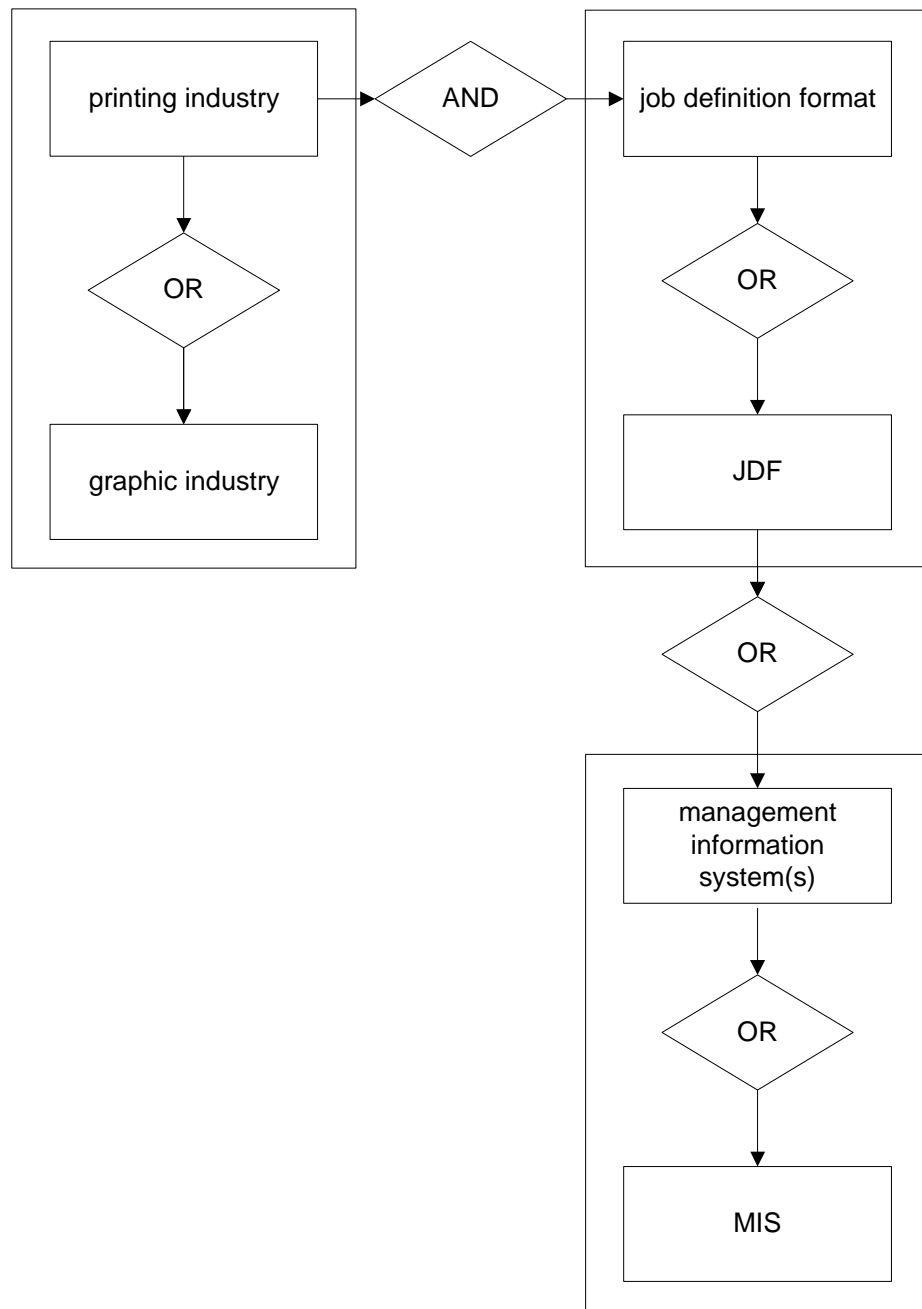 printing industry
AND
job definition format
OR
OR
graphic industry
JDF
OR
management
information
system(s)
OR
MIS